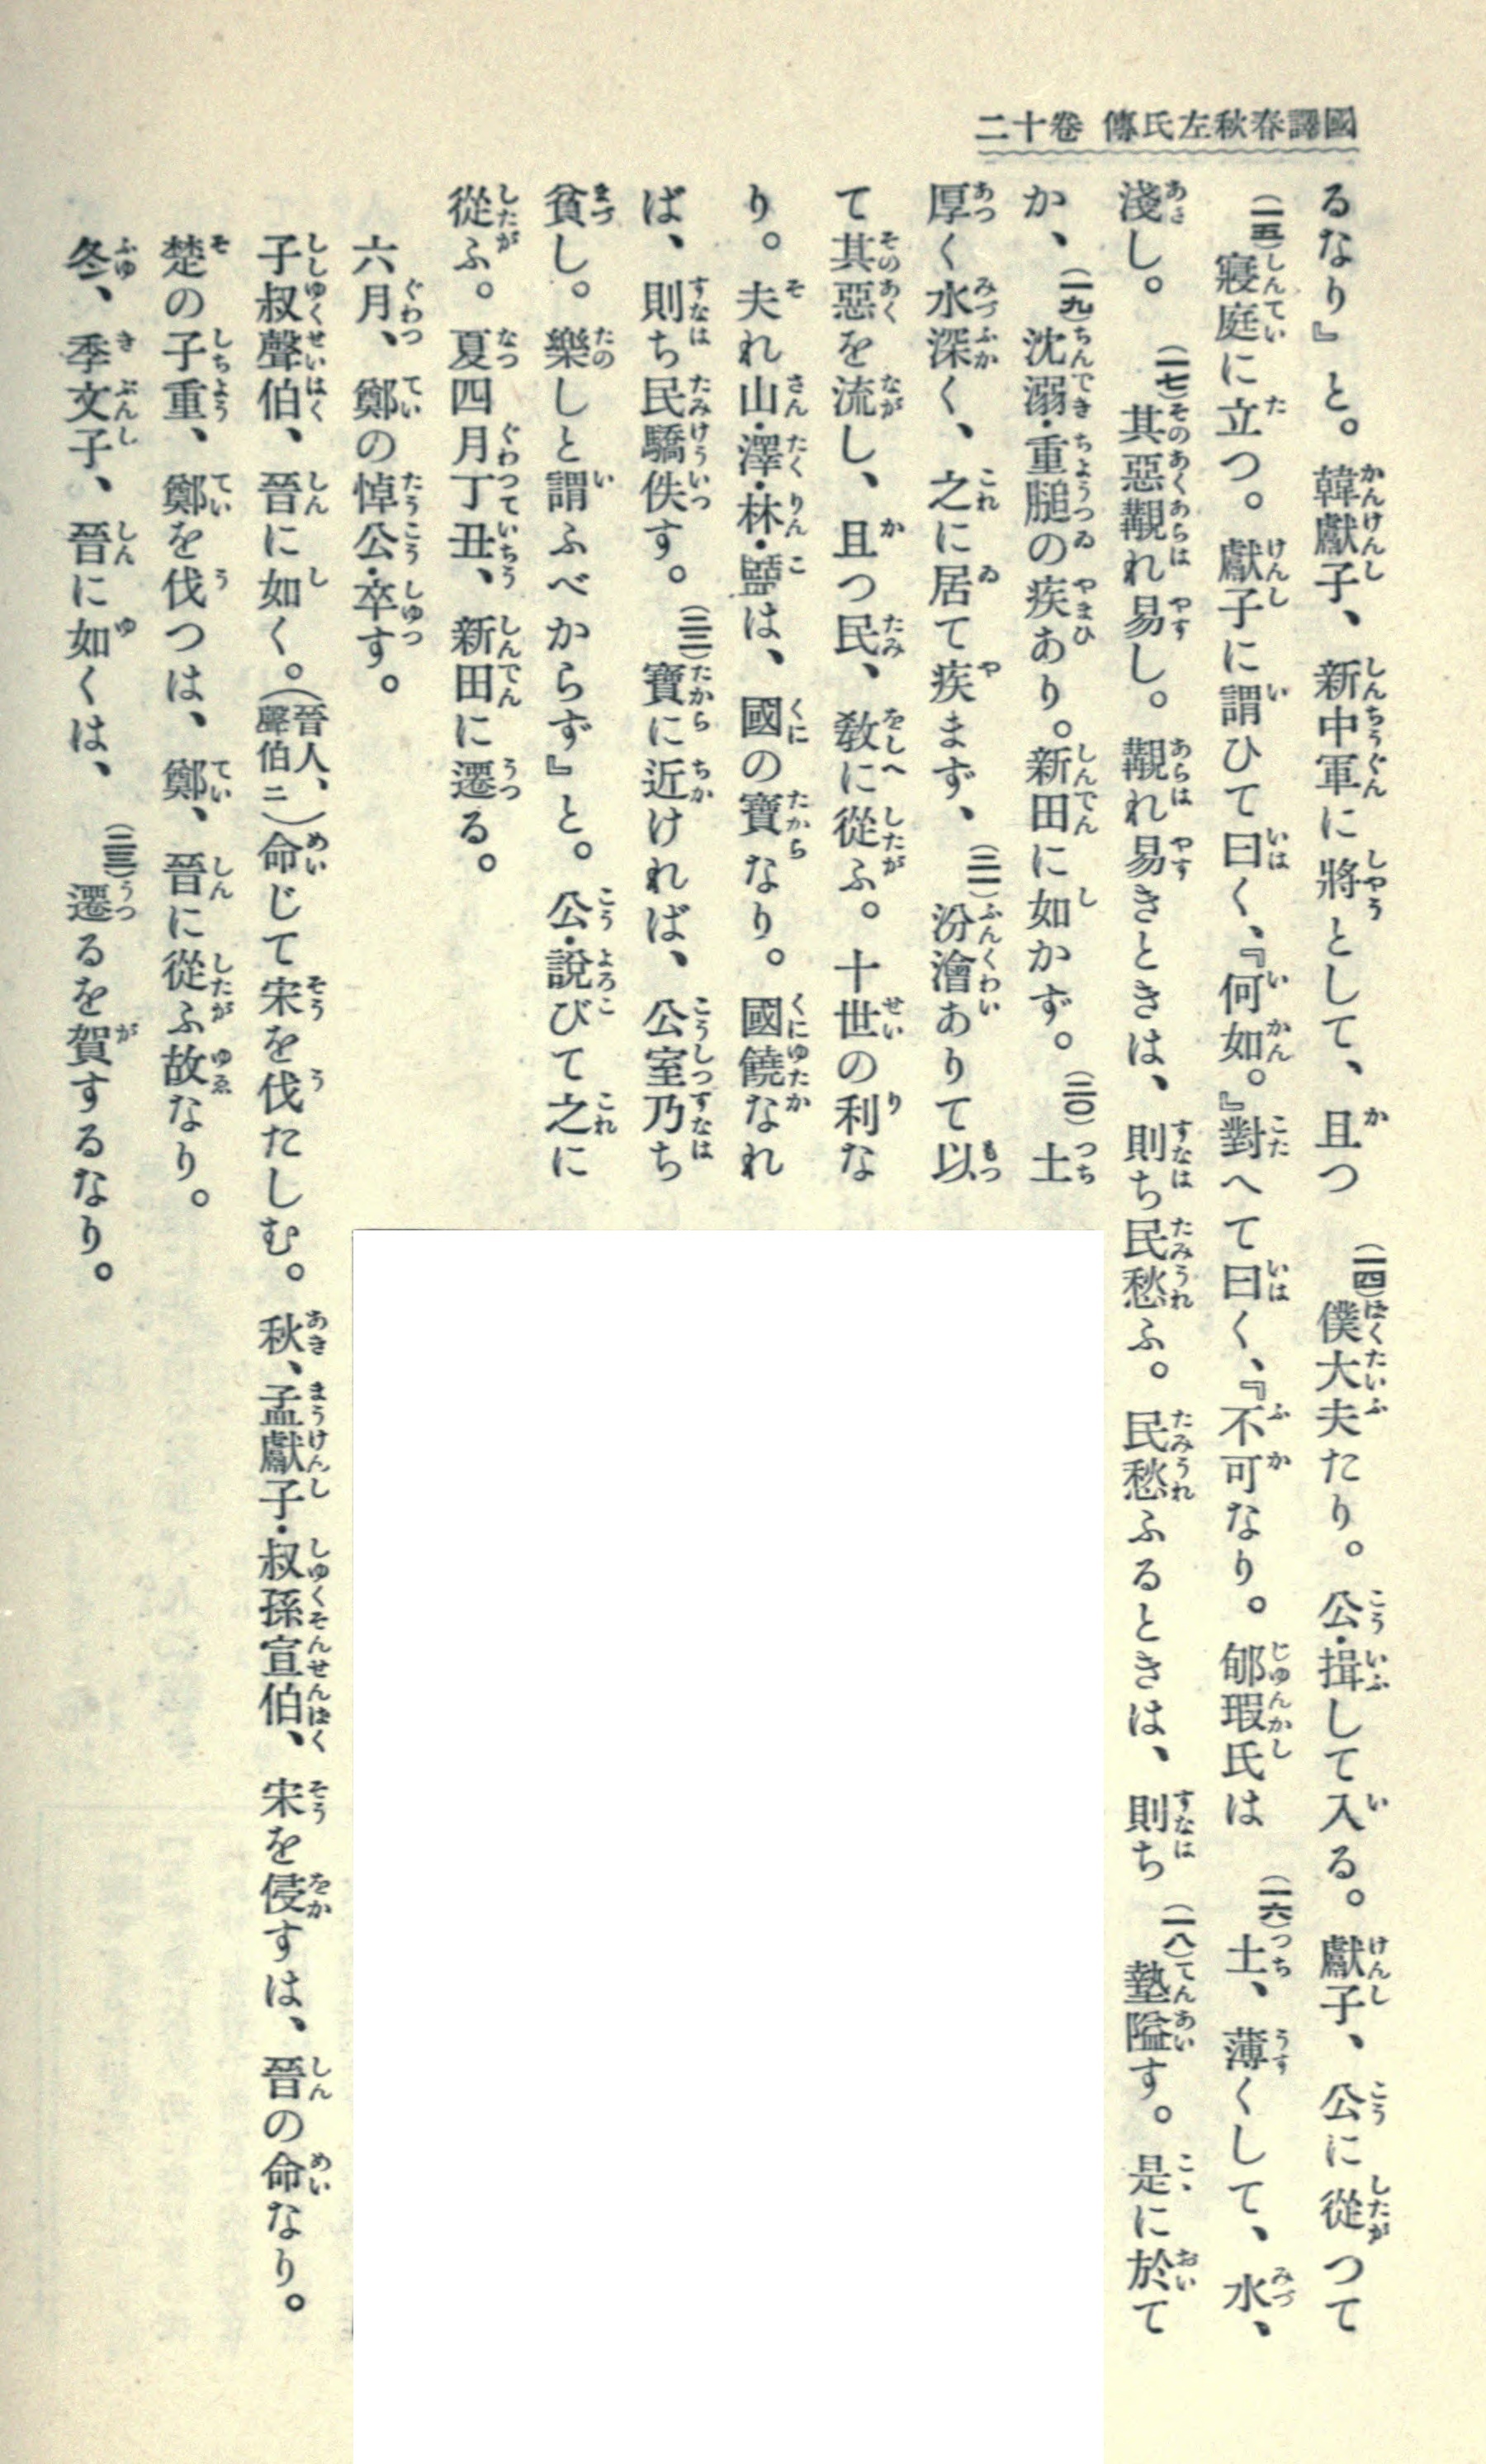 國譯春秋左氏傳 卷十二
るなり』と。韓獻子、新中軍に將として、且つ(一四)僕大夫たり。公・揖して入る。獻子、公に從つて
(一五)寢庭に立つ。獻子に謂ひて曰く、『何如。』對へて曰く、『不可なり。郇瑕氏は(一六)土、薄くして、水、
淺し。(一七)其惡覯れ易し。覯れ易きときは、則ち民愁ふ。民愁ふるときは、則ち(一八)墊隘す。是に於て
か、(一九)沈溺・重膇の疾あり。新田に如かず。(二〇)土
厚く水深く、之に居て疾まず、(二一)汾澮ありて以
て其惡を流し、且つ民、敎に從ふ。十世の利な
り。夫れ山・澤・林・盬は、國の寶なり。國饒なれ
ば、則ち民驕佚す。(二二)寶に近ければ、公室乃ち
貧し。樂しと謂ふべからず』と。公・說びて之に
從ふ。夏四月丁丑、新田に遷る。
六月、鄭の悼公・卒す。
子叔聲伯、晉に如く。(晉人、聲伯ニ)命じて宋を伐たしむ。秋、孟獻子・叔孫宣伯、宋を侵すは、晉の命なり。
楚の子重、鄭を伐つは、鄭、晉に從ふ故なり。
冬、季文子、晉に如くは、(二三)遷るを賀するなり。